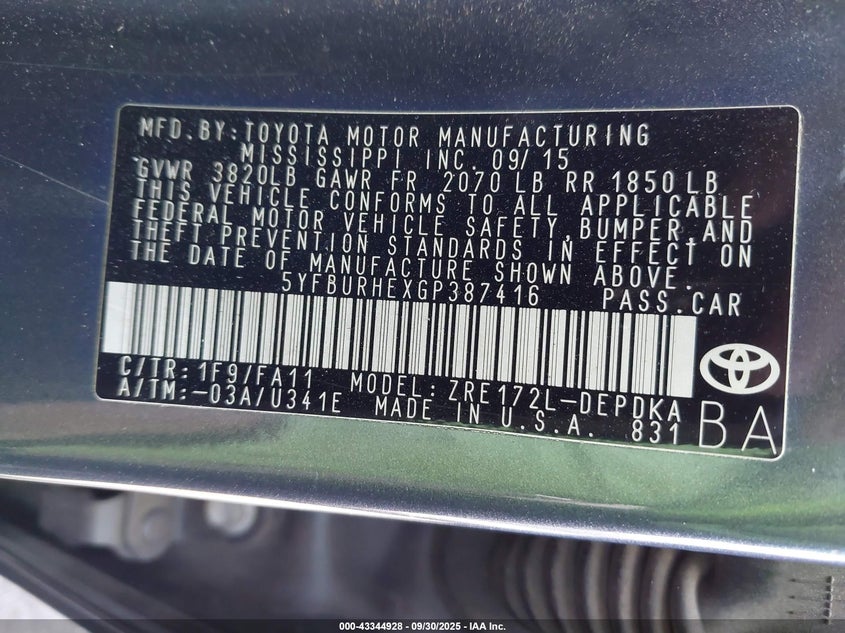 MFD.BY:TOYOTA MOTOR MANUFACTURING
MISSISSIPPI INC. 09/15
GVWR 3820LB GAWR FR 2070 LB RR 1850 LB
THIS VEHICLE CONFORMS TO ALL APPLICABLE
FEDERAL MOTOR VEHICLE SAFETY,BUMPER,AND
THEFT PREVENTION STANDARDS IN EFFECT ON
THE DATE OF MANUFACTURE SHOWN ABOVE.
5YFBURHEXGP387416 PASS.CAR
C/TR:1F9/FA11 MODEL:ZRE172L-DEPDKA
A/TM:-03A/U341E MADE IN U.S.A. 831
BA
000-43344928 - 09/30/2025 - IAA Inc.